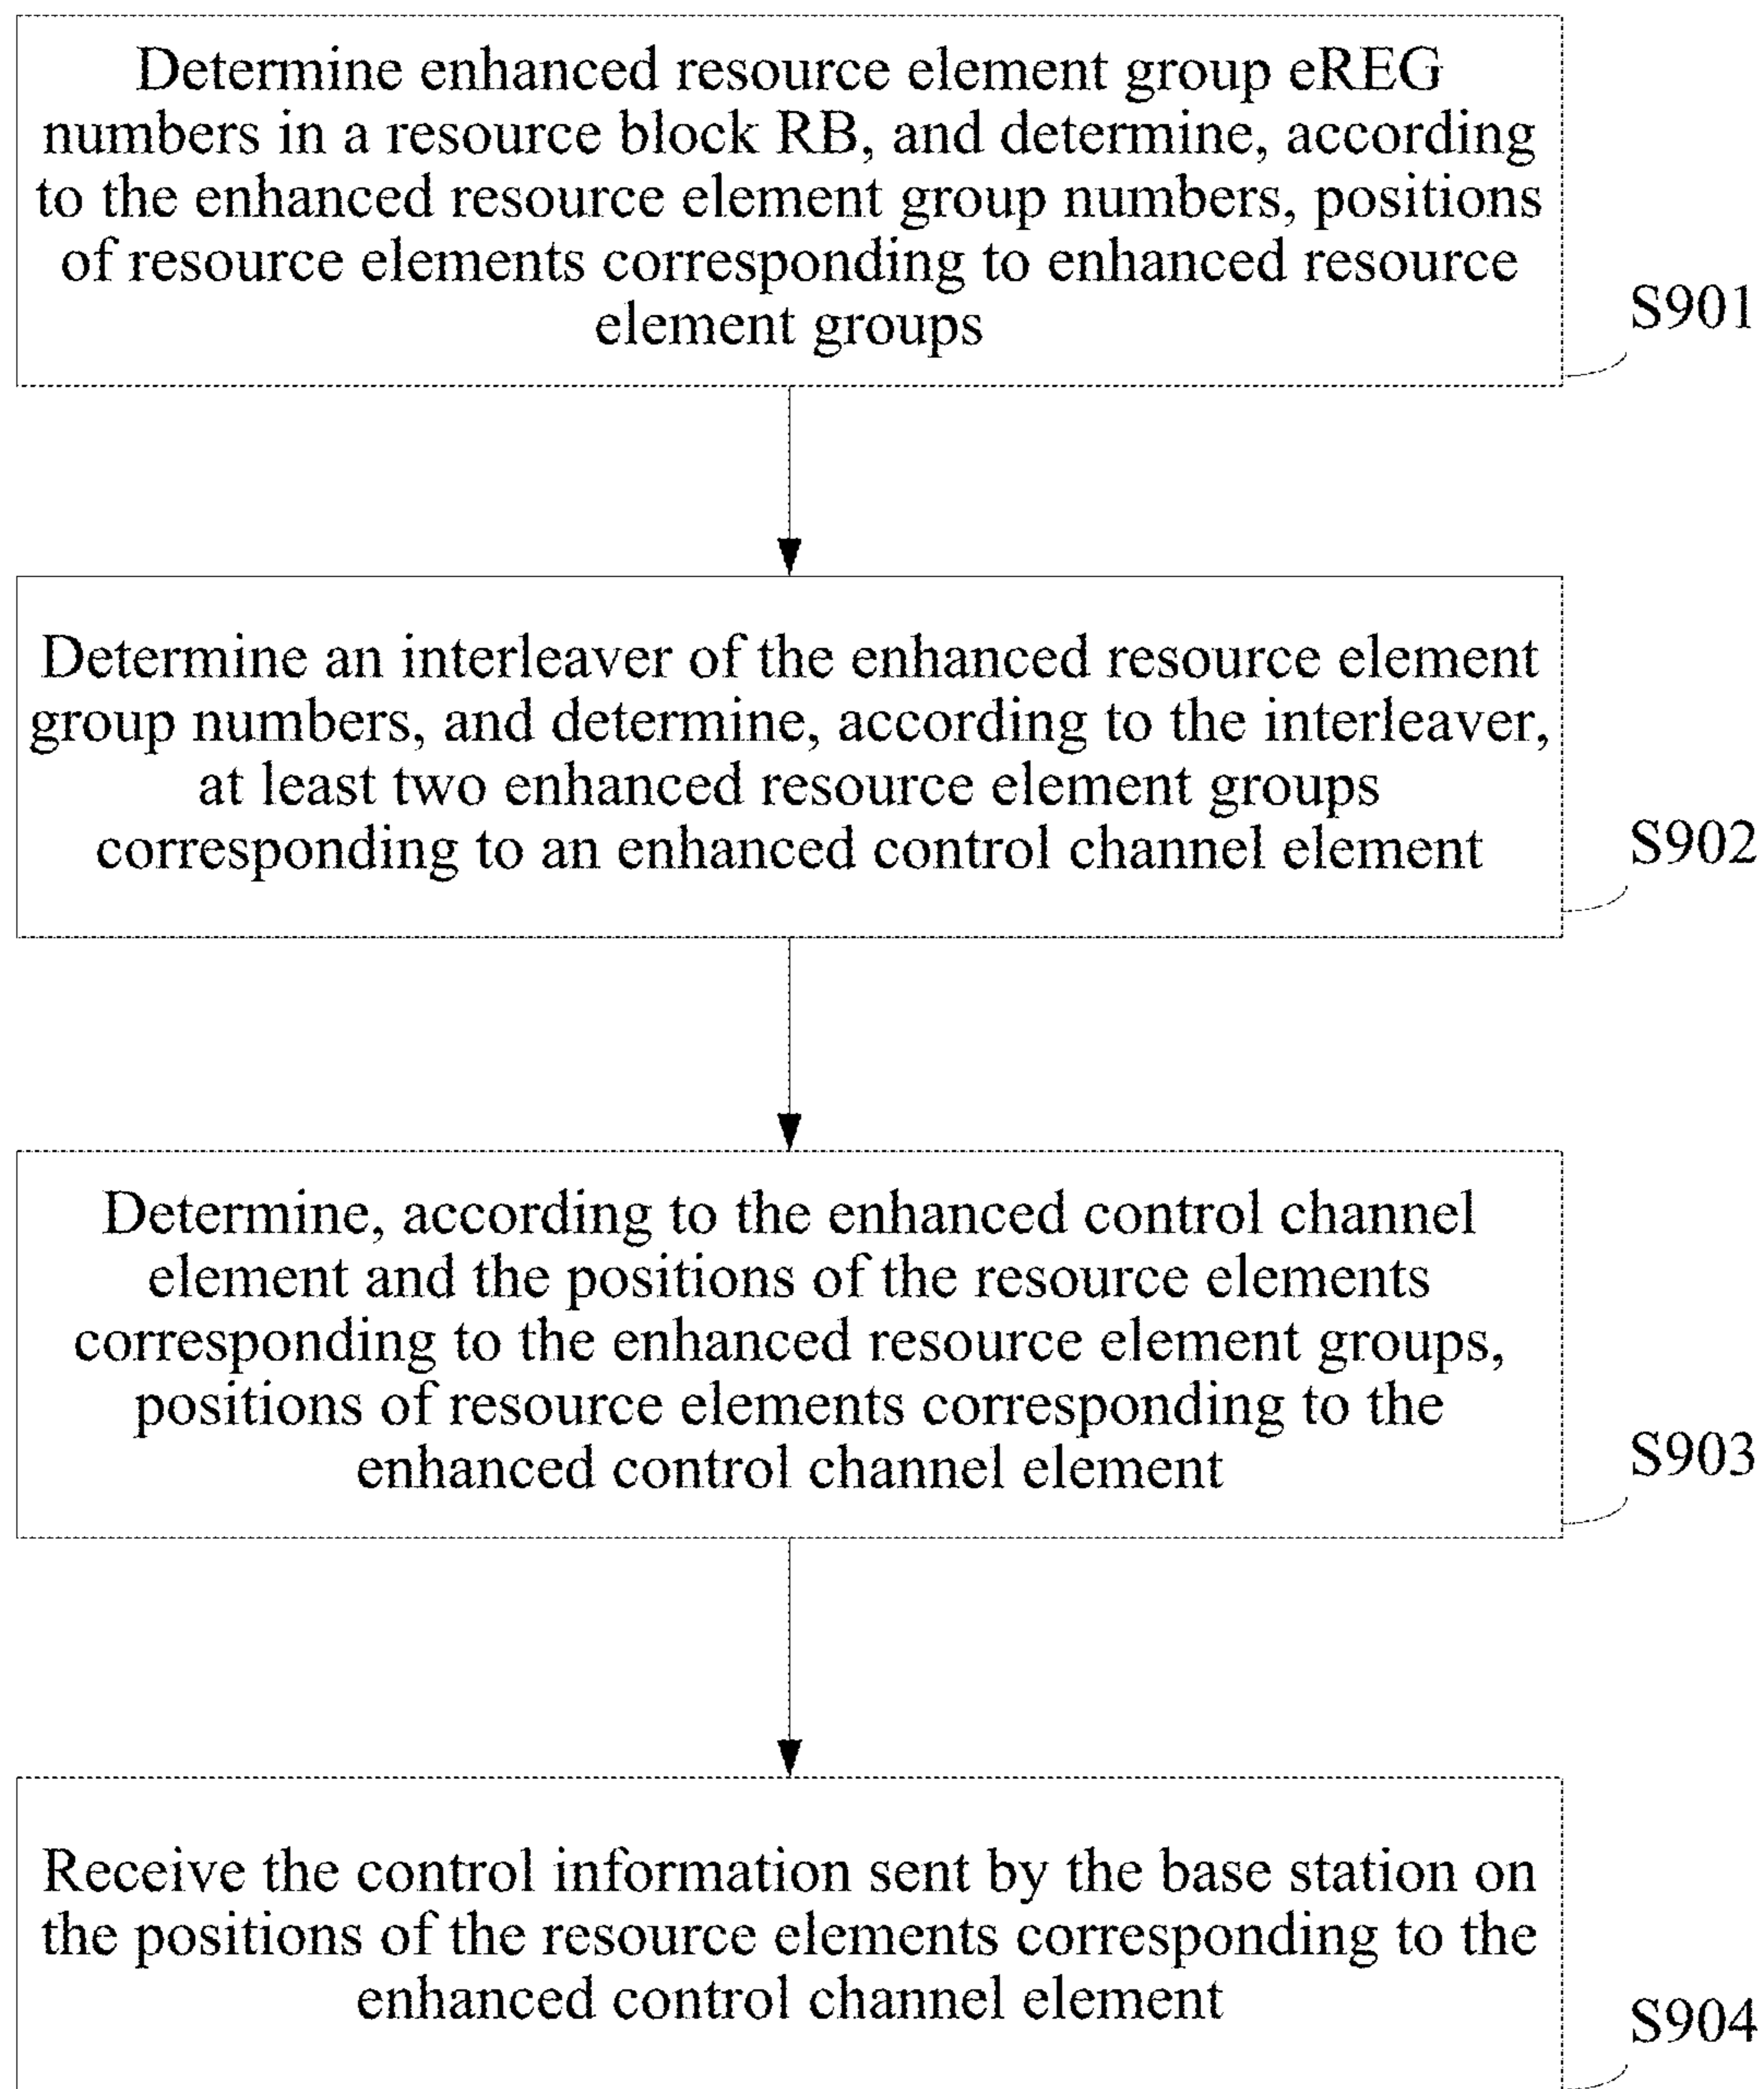 Determine enhanced resource element group eREG
numbers in a resource block RB, and determine, according
to the enhanced resource element group numbers, positions
of resource elements corresponding to enhanced resource
element groups
S901
Determine an interleaver of the enhanced resource element
group numbers, and determine, according to the interleaver,
at least two enhanced resource element groups
corresponding to an enhanced control channel element
S902
Determine, according to the enhanced control channel
element and the positions of the resource elements
corresponding to the enhanced resource element groups,
positions of resource elements corresponding to the
enhanced control channel element
S903
Receive the control information sent by the base station on
the positions of the resource elements corresponding to the
enhanced control channel element
S904